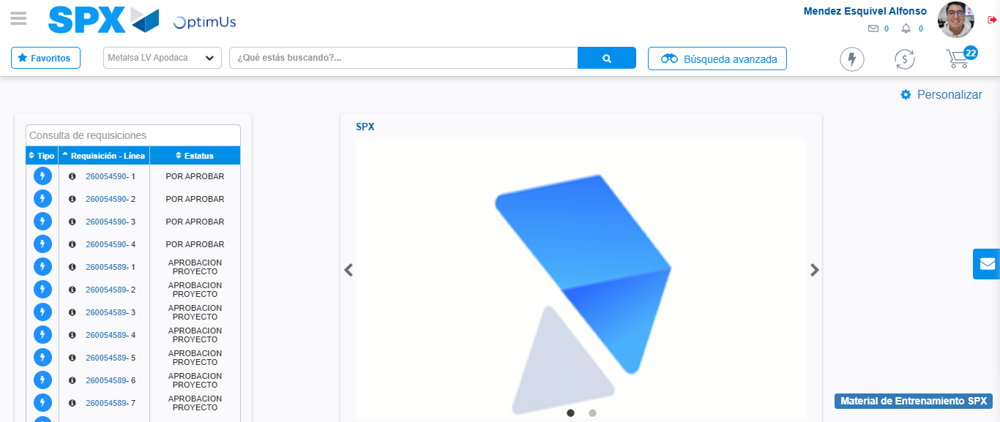 SPX OptimUs
Mendez Esquivel Alfonso
0 0
Favoritos
Metalsa LV Apodaca
¿Qué estás buscando?...
Búsqueda avanzada
22
Personalizar
Consulta de requisiciones
Tipo Requisición - Línea Estatus
260054590- 1 POR APROBAR
260054590- 2 POR APROBAR
260054590- 3 POR APROBAR
260054590- 4 POR APROBAR
260054589- 1 APROBACION
PROYECTO
260054589- 2 APROBACION
PROYECTO
260054589- 3 APROBACION
PROYECTO
260054589- 4 APROBACION
PROYECTO
260054589- 5 APROBACION
PROYECTO
260054589- 6 APROBACION
PROYECTO
260054589- 7 APROBACION
PROYECTO
SPX
Material de Entrenamiento SPX